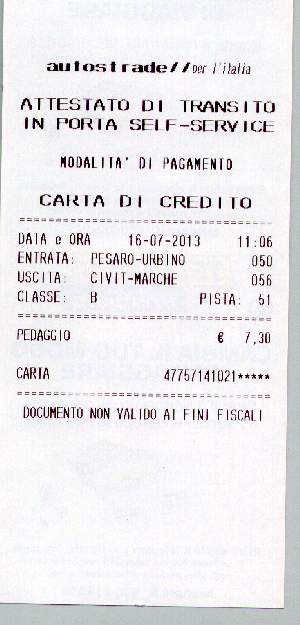 autostrade//per l'italia
ATTESTATO DI TRANSITO
IN PORTA SELF-SERVICE
MODALITA' DI PAGAMENTO
CARTA DI CREDITO
DATA e ORA 16-07-2013 11:06
ENTRATA: PESARO-URBINO 050
USCITA: CIVIT-MARCHE 056
CLASSE: B PISTA: 51
PEDAGGIO € 7,30
CARTA 47757141021*****
DOCUMENTO NON VALIDO AI FINI FISCALI